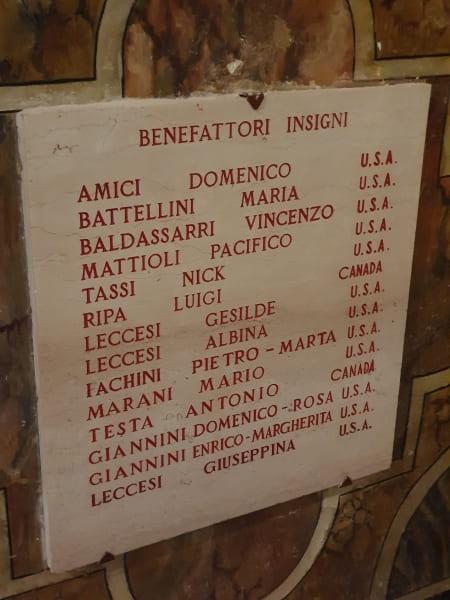 BENEFATTORI INSIGNI
AMICI DOMENICO U.S.A.
BATTELLINI MARIA U.S.A.
BALDASSARRI VINCENZO U.S.A.
MATTIOLI PACIFICO U.S.A.
TASSI NICK U.S.A.
RIPA LUIGI CANADA
LECCESI GESILDE U.S.A.
LECCESI ALBINA U.S.A.
IACHINI PIETRO-MARTA U.S.A.
MARANI MARIO U.S.A.
TESTA ANTONIO CANADA
GIANNINI DOMENICO-ROSA U.S.A.
GIANNINI ENRICO-MARGHERITA U.S.A.
LECCESI GIUSEPPINA U.S.A.